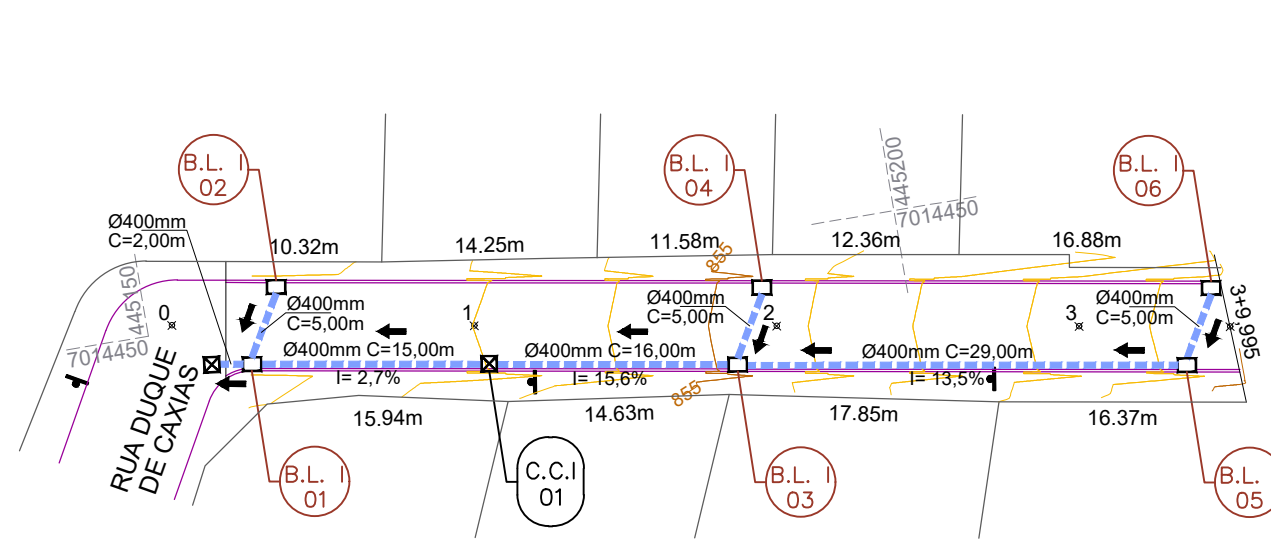 B.L. I
02
B.L. I
04
B.L. I
06
445200
7014450
Ø400mm
C=2,00m
10.32m
14.25m
11.58m
12.36m
16.88m
855
445150
7014450
0
1
2
3
3+9,995
Ø400mm
C=5,00m
Ø400mm
C=5,00m
Ø400mm
C=5,00m
Ø400mm C=15,00m
Ø400mm C=16,00m
Ø400mm C=29,00m
I= 2,7%
I= 15,6%
I= 13,5%
855
RUA DUQUE
DE CAXIAS
15.94m
14.63m
17.85m
16.37m
B.L. I
01
C.C.I
01
B.L. I
03
B.L.
05